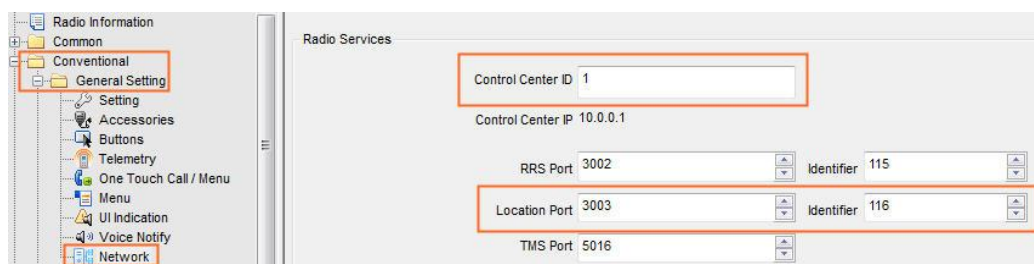 Radio Information
Common
Conventional
General Setting
Setting
Accessories
Buttons
Telemetry
One Touch Call / Menu
Menu
UI Indication
Voice Notify
Network
Radio Services
Control Center ID 1
Control Center IP 10.0.0.1
RRS Port 3002 Identifier 115
Location Port 3003 Identifier 116
TMS Port 5016